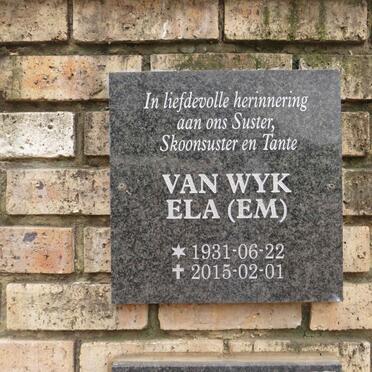 In liefdevolle herinnering
aan ons Suster,
Skoonsuster en Tante
VAN WYK
ELA (EM)
✶ 1931-06-22
✝ 2015-02-01